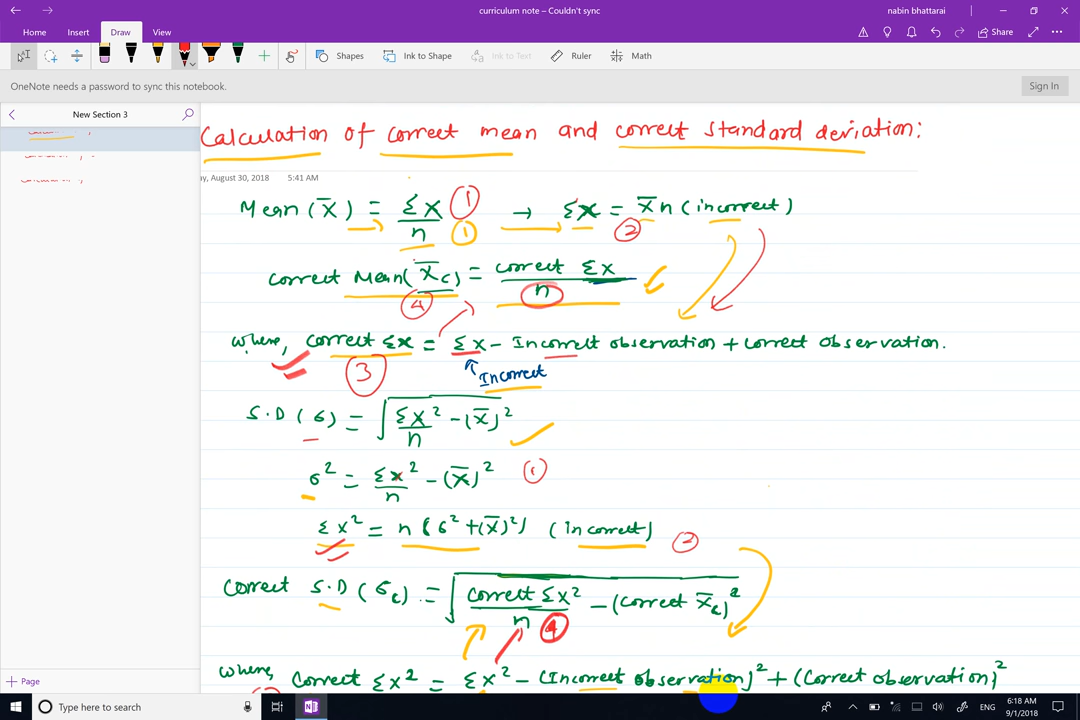 curriculum note – Couldn't sync
nabin bhattarai
Home Insert Draw View
Share
Shapes Ink to Shape Ink to Text Ruler Math
OneNote needs a password to sync this notebook.
Sign In
New Section 3
Calculation of correct mean and correct standard deviation:
ay, August 30, 2018 5:41 AM
Mean (X̅) = Σx/n ① ① → Σx = X̅n (incorrect) ②
correct Mean(X̅c) = correct Σx/n ④
where, correct Σx = Σx - Incorrect observation + correct observation.
③ Incorrect
S.D (σ) = √(Σx²/n - (X̅)²)
σ² = Σx²/n - (X̅)² ①
Σx² = n (σ² + (X̅)²) (Incorrect) ②
Correct S.D (σc) = √(correct Σx²/n - (correct X̅c)²) ④
where, Correct Σx² = Σx² - (Incorrect observation)² + (Correct observation)²
+ Page
Type here to search
ENG
6:18 AM
9/1/2018